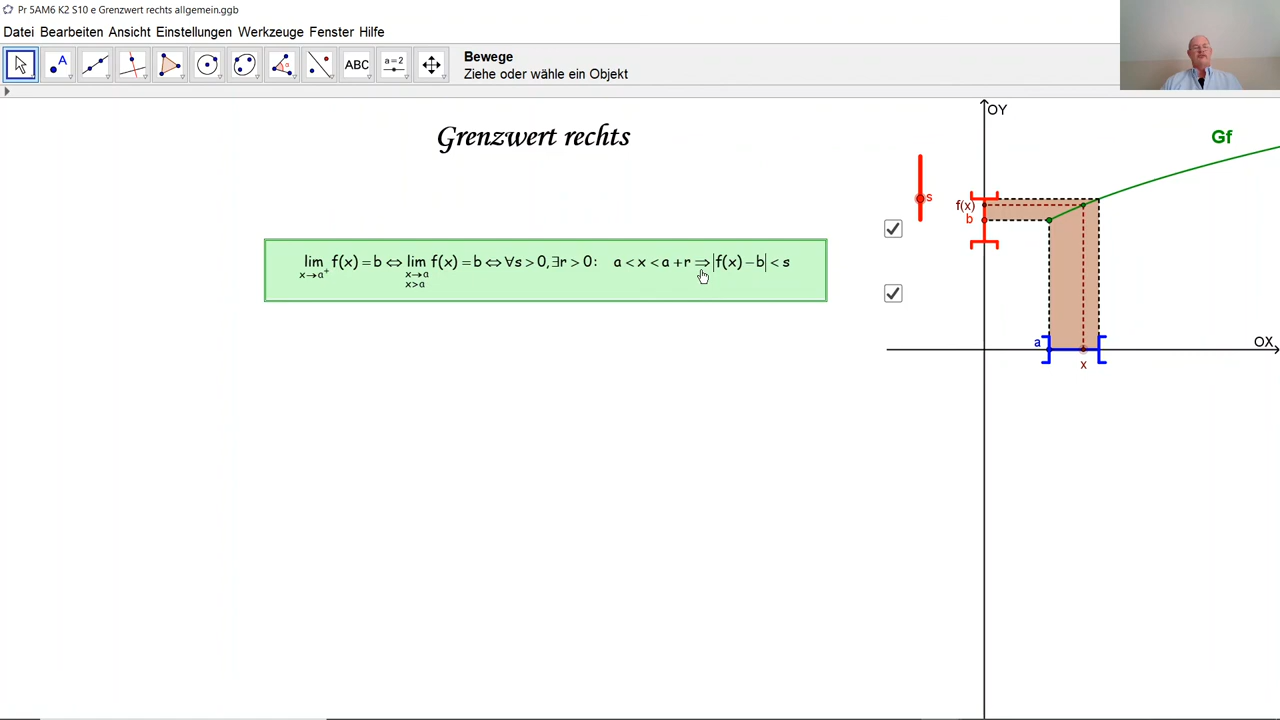 Pr 5AM6 K2 S10 e Grenzwert rechts allgemein.ggb
Datei Bearbeiten Ansicht Einstellungen Werkzeuge Fenster Hilfe
A
α
ABC
a=2
Bewege
Ziehe oder wähle ein Objekt
Grenzwert rechts
lim f(x) = b ⇔ lim f(x) = b ⇔ ∀s > 0, ∃r > 0: a < x < a + r ⇒ |f(x) − b| < s
x→a⁺ x→a
x>a
OY
Gf
s
f(x)
b
a
OX
x